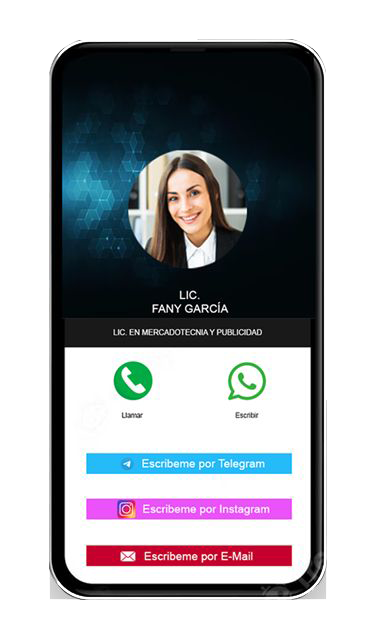 LIC.
FANY GARCÍA
LIC. EN MERCADOTECNIA Y PUBLICIDAD
Llamar
Escribir
Escribeme por Telegram
Escribeme por Instagram
Escribeme por E-Mail